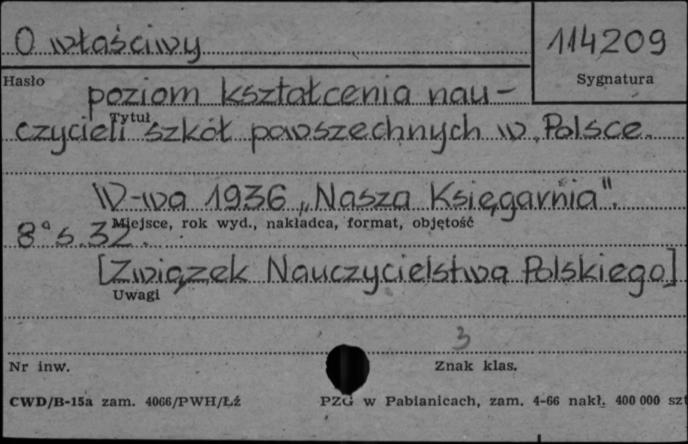 O właściwy
114209
Hasło
Sygnatura
poziom kształcenia nau-
Tytuł
czycieli szkół powszechnych w Polsce.
W-wa 1936 „Nasza Księgarnia".
Miejsce, rok wyd., nakładca, format, objętość
8° s. 32.
[Związek Nauczycielstwa Polskiego]
Uwagi
3
Nr inw.
Znak klas.
CWD/B-15a zam. 4066/PWH/Łź
PZG w Pabianicach, zam. 4-66 nakł. 400 000 szt